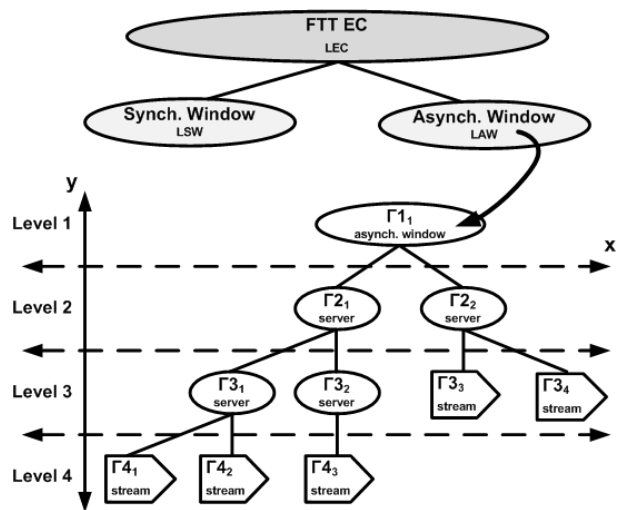 FTT EC
LEC
Synch. Window
LSW
Asynch. Window
LAW
y
Level 1
Γ1₁
asynch. window
x
Level 2
Γ2₁
server
Γ2₂
server
Level 3
Γ3₁
server
Γ3₂
server
Γ3₃
stream
Γ3₄
stream
Level 4
Γ4₁
stream
Γ4₂
stream
Γ4₃
stream